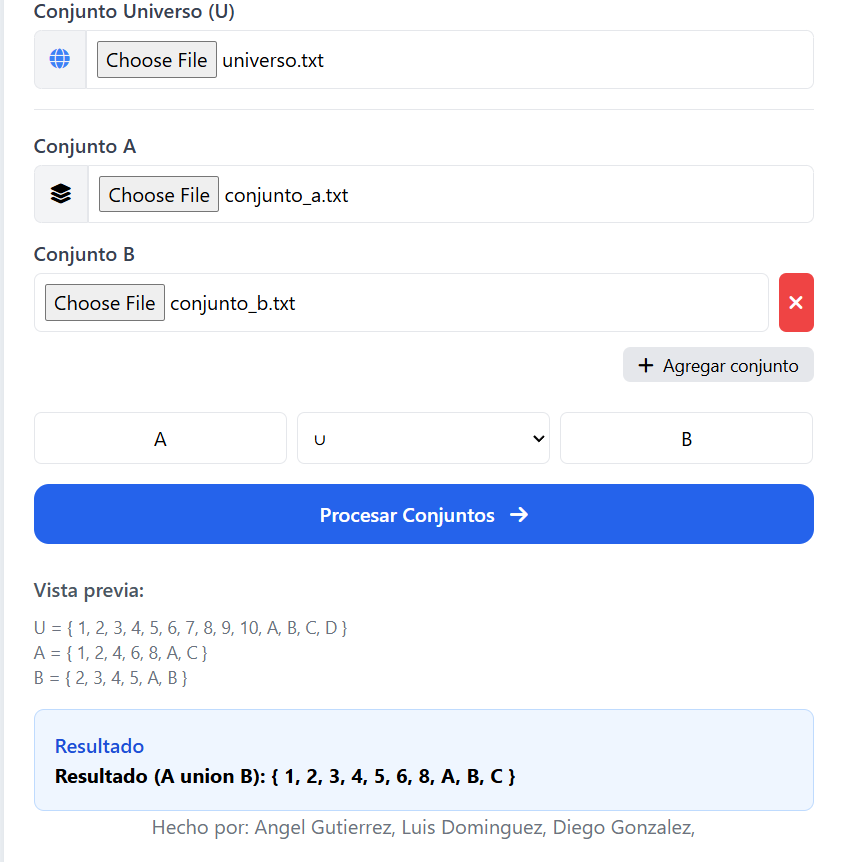 Conjunto Universo (U)
Choose File universo.txt
Conjunto A
Choose File conjunto_a.txt
Conjunto B
Choose File conjunto_b.txt
+ Agregar conjunto
A ∪ B
Procesar Conjuntos →
Vista previa:
U = { 1, 2, 3, 4, 5, 6, 7, 8, 9, 10, A, B, C, D }
A = { 1, 2, 4, 6, 8, A, C }
B = { 2, 3, 4, 5, A, B }
Resultado
Resultado (A union B): { 1, 2, 3, 4, 5, 6, 8, A, B, C }
Hecho por: Angel Gutierrez, Luis Dominguez, Diego Gonzalez,